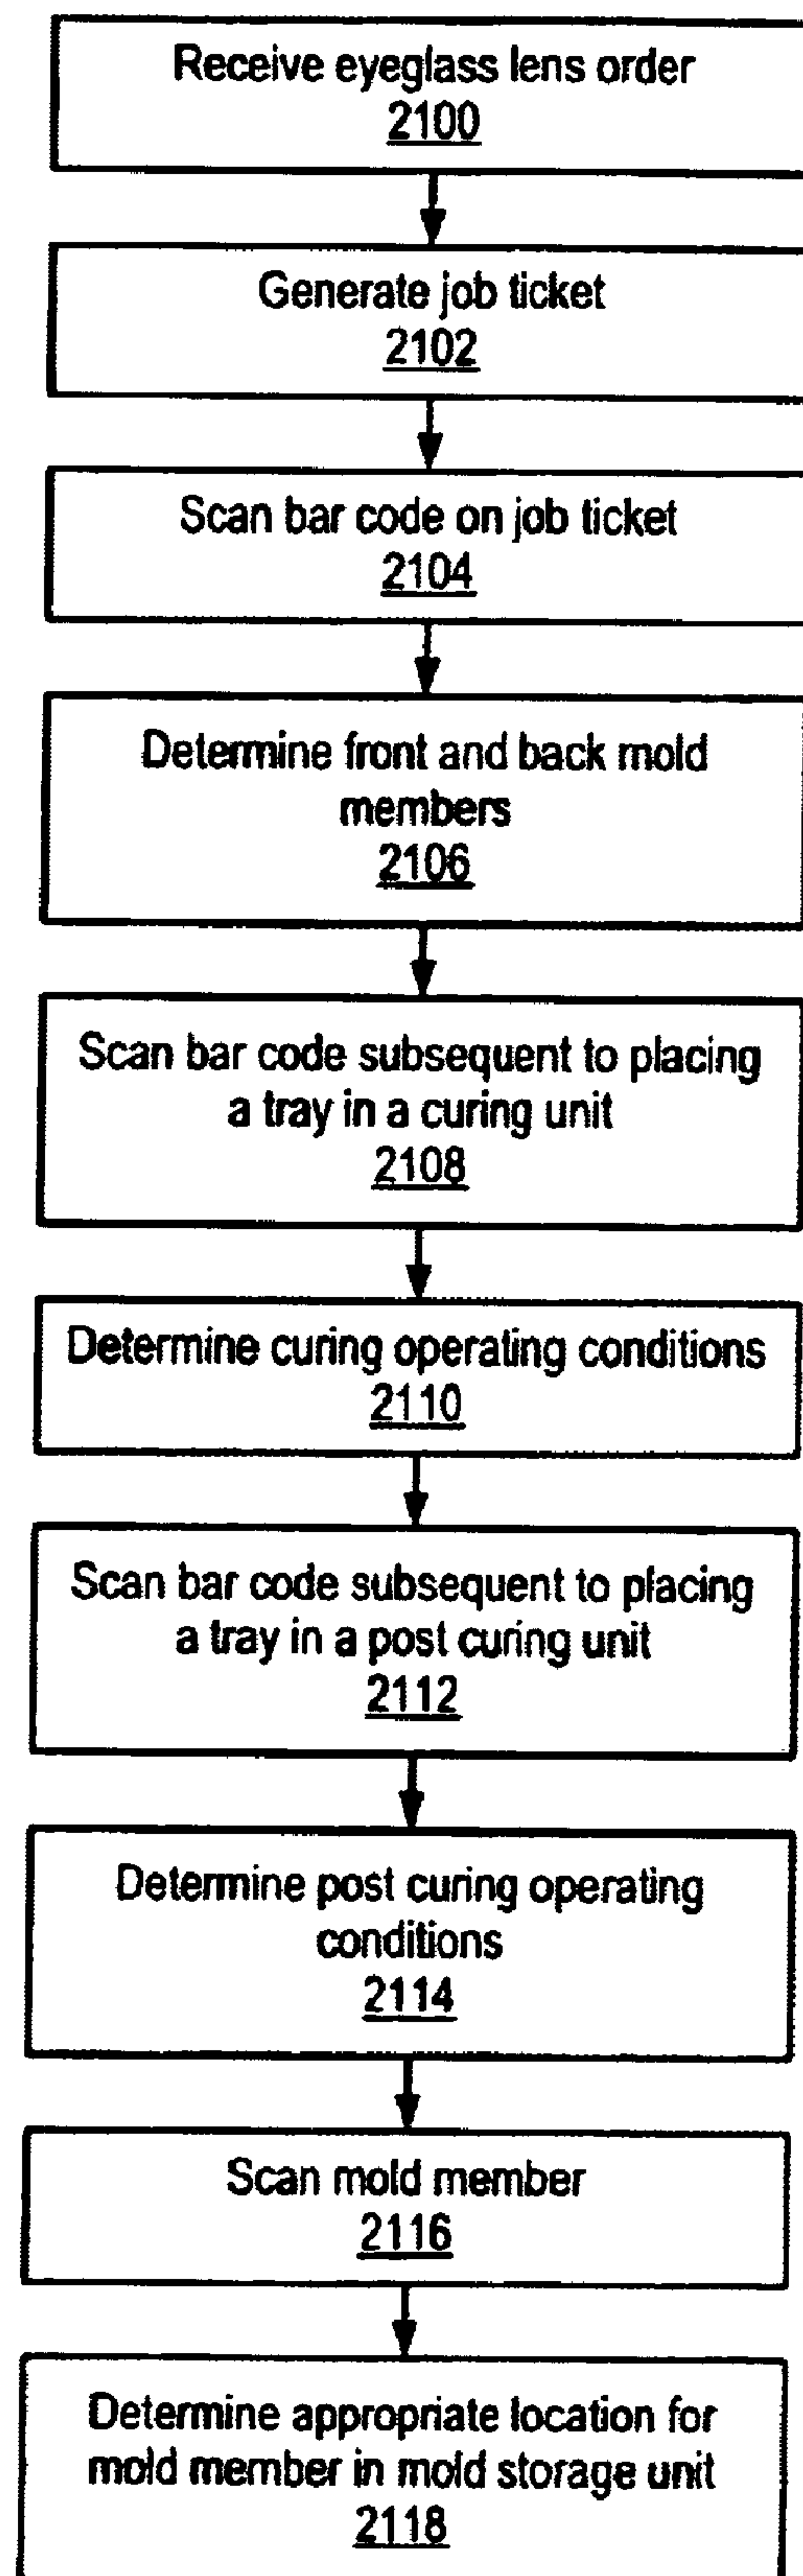 Receive eyeglass lens order
2100
Generate job ticket
2102
Scan bar code on job ticket
2104
Determine front and back mold
members
2106
Scan bar code subsequent to placing
a tray in a curing unit
2108
Determine curing operating conditions
2110
Scan bar code subsequent to placing
a tray in a post curing unit
2112
Determine post curing operating
conditions
2114
Scan mold member
2116
Determine appropriate location for
mold member in mold storage unit
2118